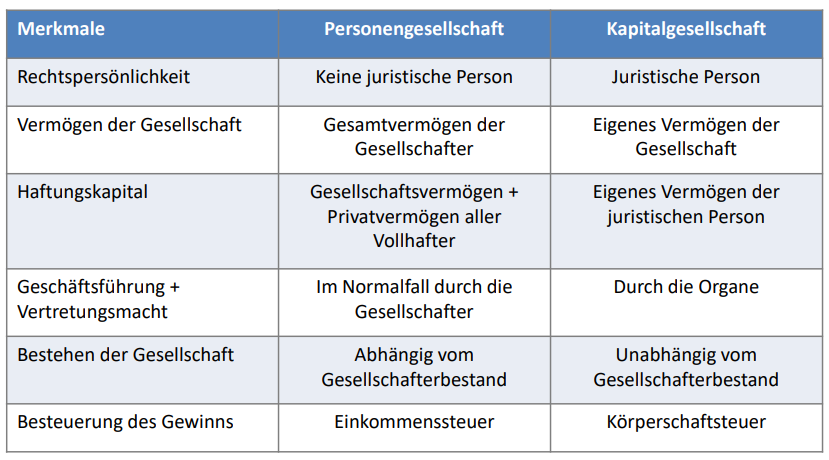 Merkmale Personengesellschaft Kapitalgesellschaft
Rechtspersönlichkeit Keine juristische Person Juristische Person
Vermögen der Gesellschaft Gesamtvermögen der Eigenes Vermögen der
Gesellschafter Gesellschaft
Haftungskapital Gesellschaftsvermögen + Eigenes Vermögen der
Privatvermögen aller juristischen Person
Vollhafter
Geschäftsführung + Im Normalfall durch die Durch die Organe
Vertretungsmacht Gesellschafter
Bestehen der Gesellschaft Abhängig vom Unabhängig vom
Gesellschafterbestand Gesellschafterbestand
Besteuerung des Gewinns Einkommenssteuer Körperschaftsteuer